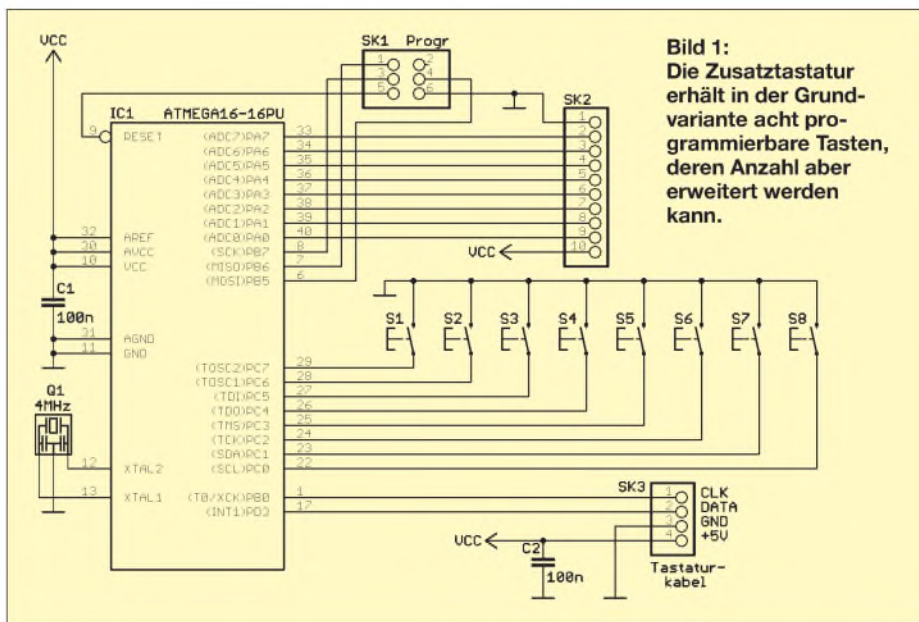 VCC
SK1 Progr
1 2
3 4
5 6
Bild 1:
Die Zusatztastatur
erhält in der Grund-
variante acht pro-
grammierbare Tasten,
deren Anzahl aber
erweitert werden
kann.
SK2
1
2
3
4
5
6
7
8
9
10
VCC
IC1 ATMEGA16-16PU
9 RESET
(ADC7)PA7 33
(ADC6)PA6 34
(ADC5)PA5 35
(ADC4)PA4 36
(ADC3)PA3 37
(ADC2)PA2 38
(ADC1)PA1 39
(ADC0)PA0 40
(SCK)PB7 8
(MISO)PB6 7
(MOSI)PB5 6
32 AREF
30 AVCC
10 VCC
C1
100n
31 AGND
11 GND
S1 S2 S3 S4 S5 S6 S7 S8
(TOSC2)PC7 29
(TOSC1)PC6 28
(TDI)PC5 27
(TDO)PC4 26
(TMS)PC3 25
(TCK)PC2 24
(SDA)PC1 23
(SCL)PC0 22
Q1
4MHz
12 XTAL2
13 XTAL1
(T0/XCK)PB0 1
(INT1)PD3 17
SK3
1 CLK
2 DATA
3 GND
4 +5V
VCC
C2
100n
Tastatur-
kabel